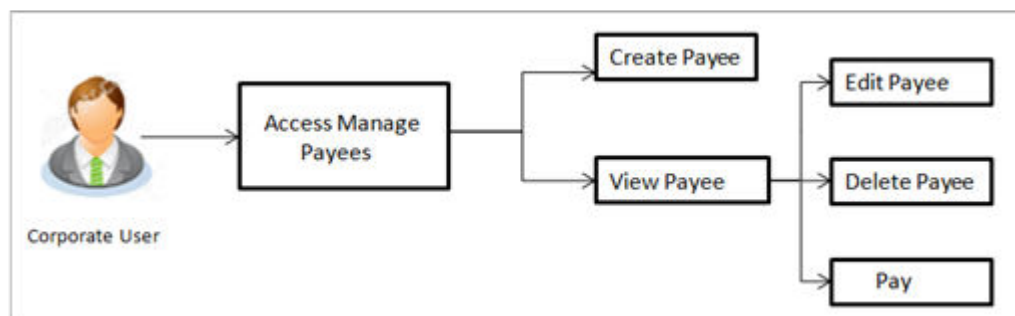 Create Payee
Edit Payee
Access Manage
Payees
View Payee
Delete Payee
Corporate User
Pay